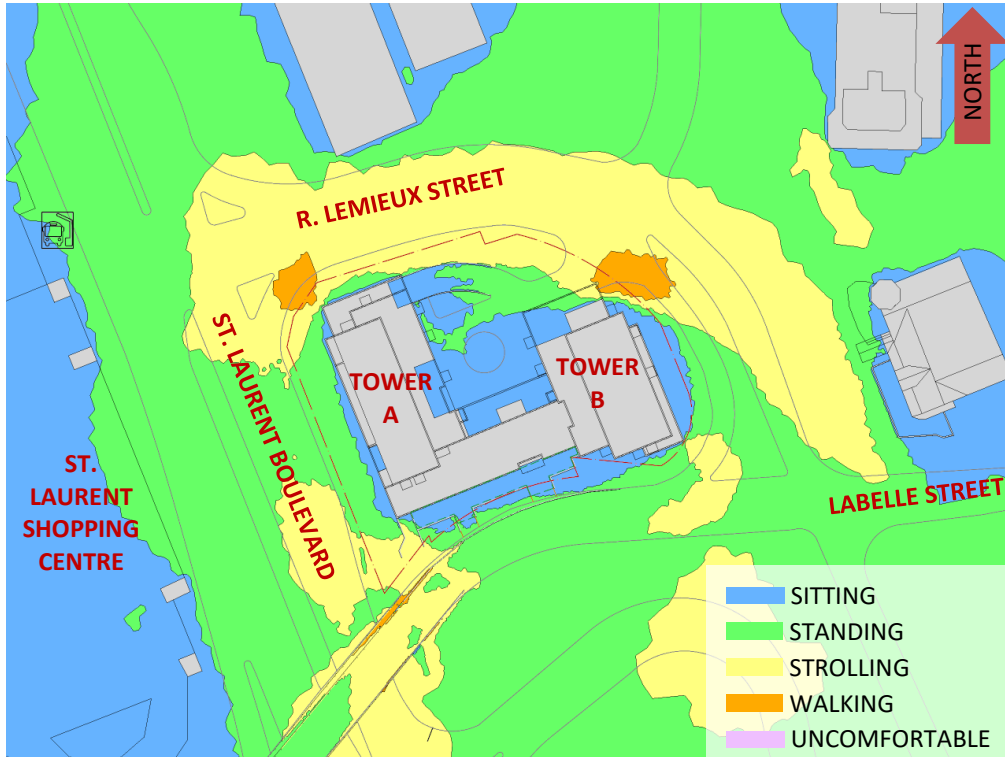 NORTH
R. LEMIEUX STREET
ST. LAURENT BOULEVARD
TOWER
A
TOWER
B
ST.
LAURENT
SHOPPING
CENTRE
LABELLE STREET
SITTING
STANDING
STROLLING
WALKING
UNCOMFORTABLE